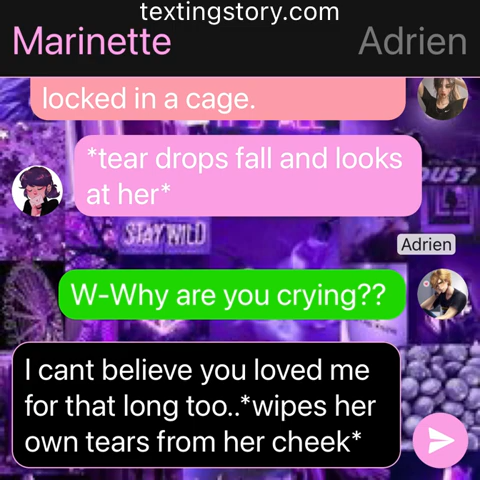 textingstory.com
Marinette
Adrien
locked in a cage.
*tear drops fall and looks
at her*
STAY WILD
Adrien
W-Why are you crying??
I cant believe you loved me
for that long too..*wipes her
own tears from her cheek*